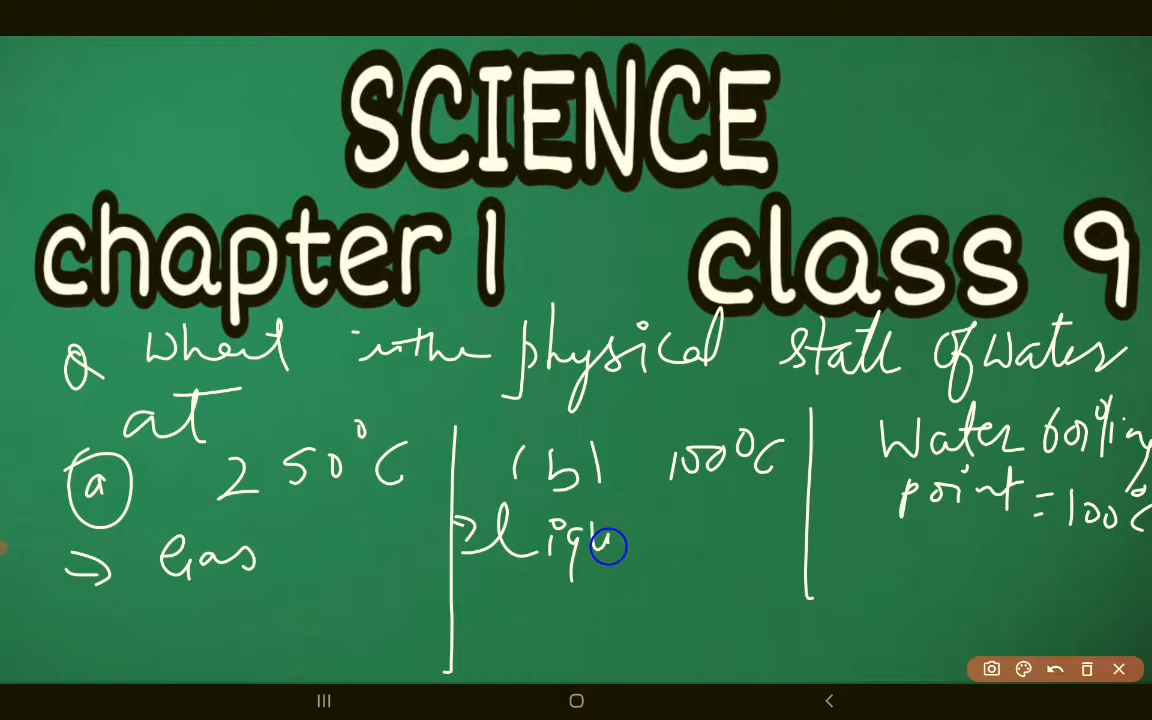 SCIENCE
chapter 1 class 9
Q What is the physical state of water
at
(a) 250°C (b) 100°C Water boiling
point = 100°C
⇒ Gas ⇒ liqu